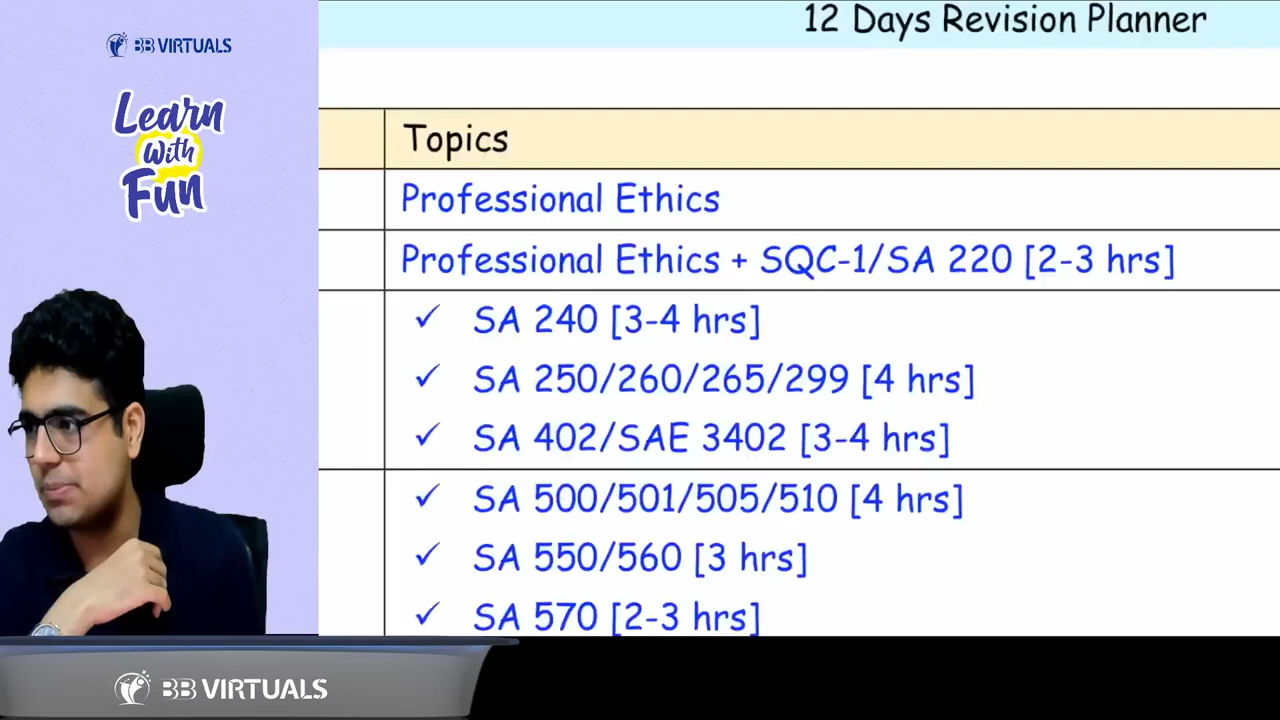 12 Days Revision Planner
BB VIRTUALS
Learn
With
Fun
Topics
Professional Ethics
Professional Ethics + SQC-1/SA 220 [2-3 hrs]
✓ SA 240 [3-4 hrs]
✓ SA 250/260/265/299 [4 hrs]
✓ SA 402/SAE 3402 [3-4 hrs]
✓ SA 500/501/505/510 [4 hrs]
✓ SA 550/560 [3 hrs]
✓ SA 570 [2-3 hrs]
BB VIRTUALS